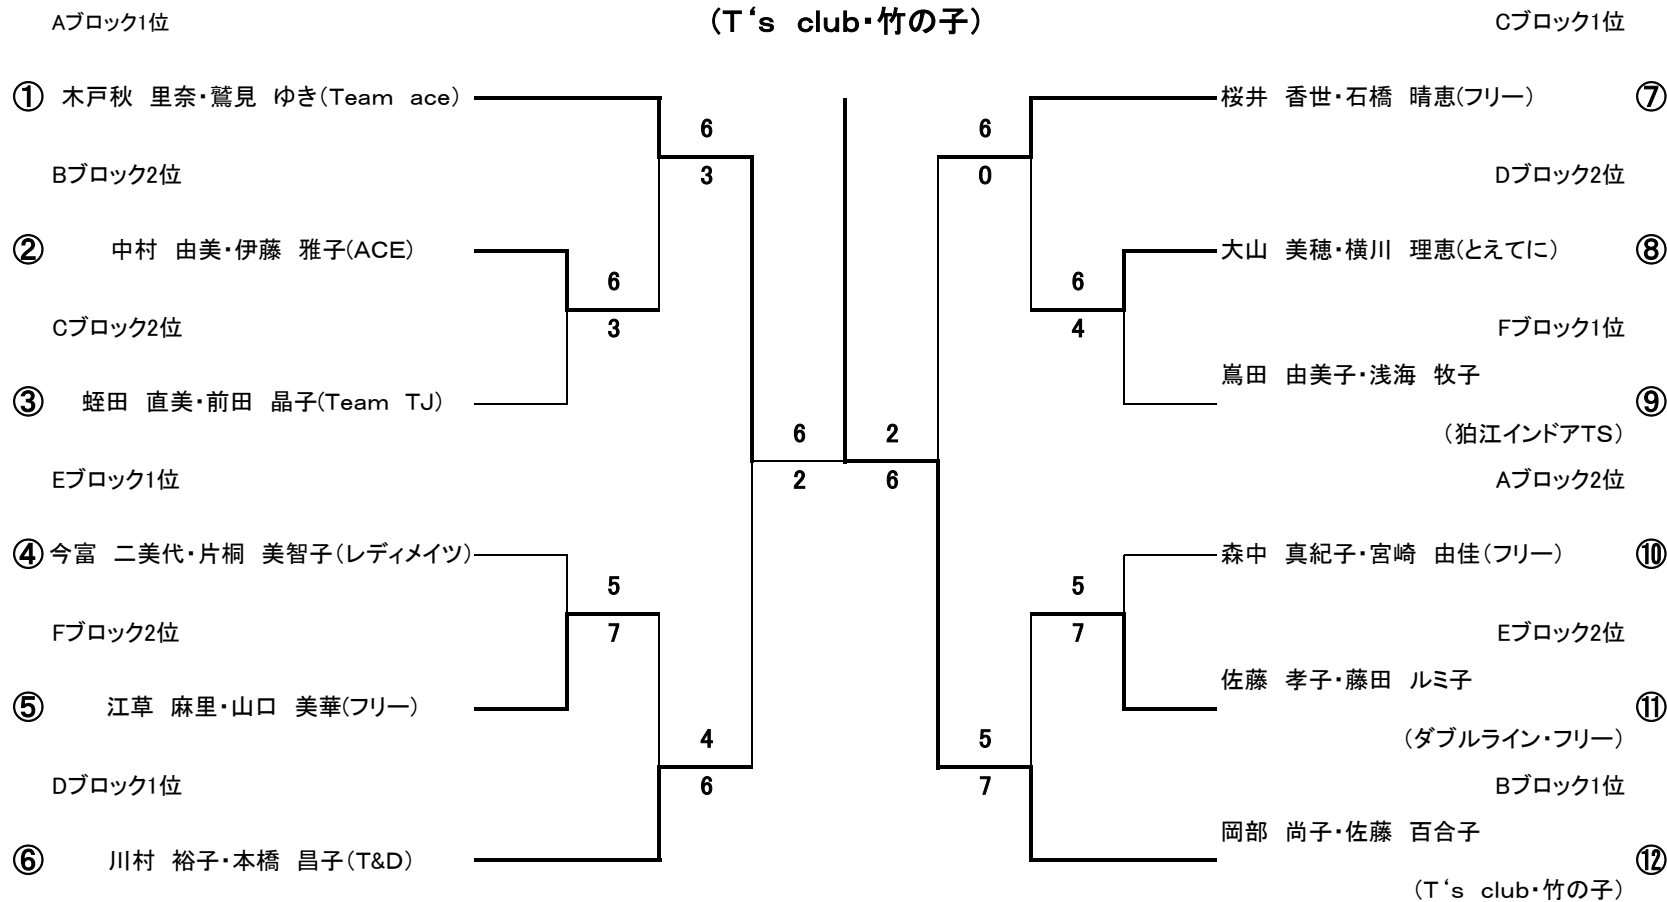 (T‘s　club・竹の子)
Aブロック1位
① 木戸秋　里奈・鷲見　ゆき(Team　ace)
6
3
Bブロック2位
② 中村　由美・伊藤　雅子(ACE)
6
3
Cブロック2位
③ 蛭田　直美・前田　晶子(Team　TJ)
6
2
Eブロック1位
④ 今富　二美代・片桐　美智子(レディメイツ)
5
7
Fブロック2位
⑤ 江草　麻里・山口　美華(フリー)
4
6
Dブロック1位
⑥ 川村　裕子・本橋　昌子(T&D)
Cブロック1位
桜井　香世・石橋　晴恵(フリー) ⑦
6
0
Dブロック2位
大山　美穂・横川　理恵(とえてに) ⑧
6
4
Fブロック1位
嶌田　由美子・浅海　牧子
⑨
(狛江インドアTS)
2
6
Aブロック2位
森中　真紀子・宮崎　由佳(フリー) ⑩
5
7
Eブロック2位
佐藤　孝子・藤田　ルミ子
⑪
(ダブルライン・フリー)
5
7
Bブロック1位
岡部　尚子・佐藤　百合子
⑫
(T‘s　club・竹の子)